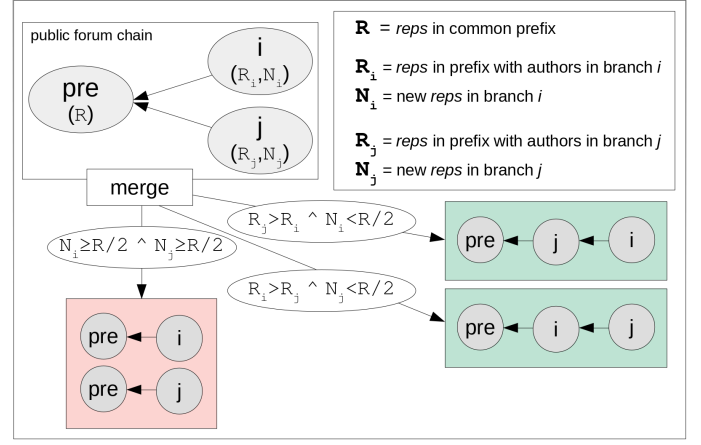 public forum chain
i
(Ri,Ni)
pre
(R)
j
(Rj,Nj)
R = reps in common prefix
Ri = reps in prefix with authors in branch i
Ni = new reps in branch i
Rj = reps in prefix with authors in branch j
Nj = new reps in branch j
merge
Rj>Ri ^ Ni<R/2
Ni≥R/2 ^ Nj≥R/2
Ri>Rj ^ Nj<R/2
pre j i
pre i j
pre i
pre j